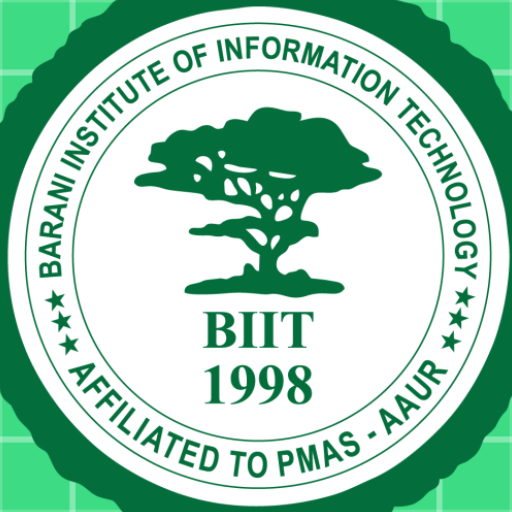 BARANI INSTITUTE OF INFORMATION TECHNOLOGY
BIIT
1998
AFFILIATED TO PMAS - AAUR